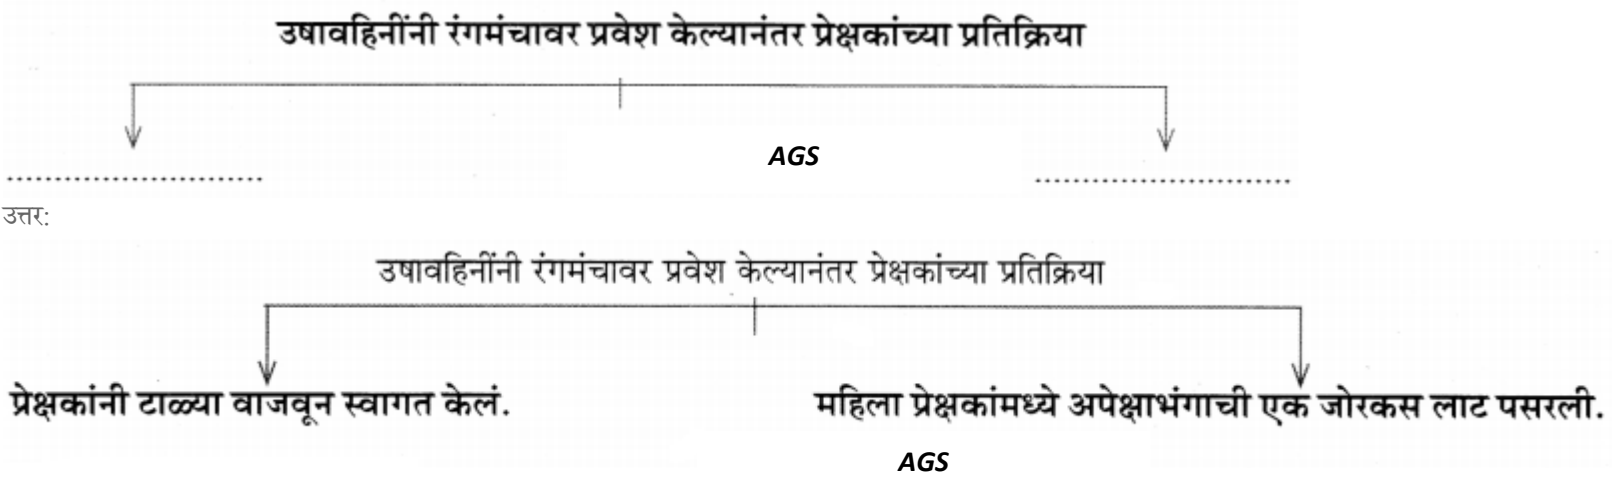 उषावहिनींनी रंगमंचावर प्रवेश केल्यानंतर प्रेक्षकांच्या प्रतिक्रिया
AGS
........................ ........................
उत्तर:
उषावहिनींनी रंगमंचावर प्रवेश केल्यानंतर प्रेक्षकांच्या प्रतिक्रिया
प्रेक्षकांनी टाळ्या वाजवून स्वागत केलं. महिला प्रेक्षकांमध्ये अपेक्षाभंगाची एक जोरकस लाट पसरली.
AGS